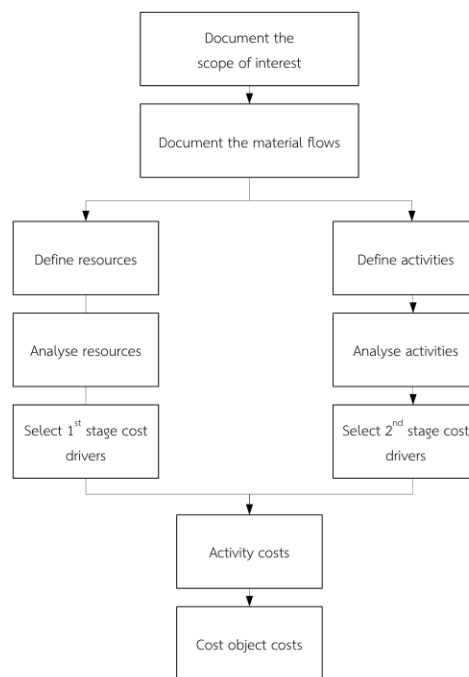 Document the
scope of interest
Document the material flows
Define resources
Define activities
Analyse resources
Analyse activities
Select 1st stage cost
drivers
Select 2nd stage cost
drivers
Activity costs
Cost object costs